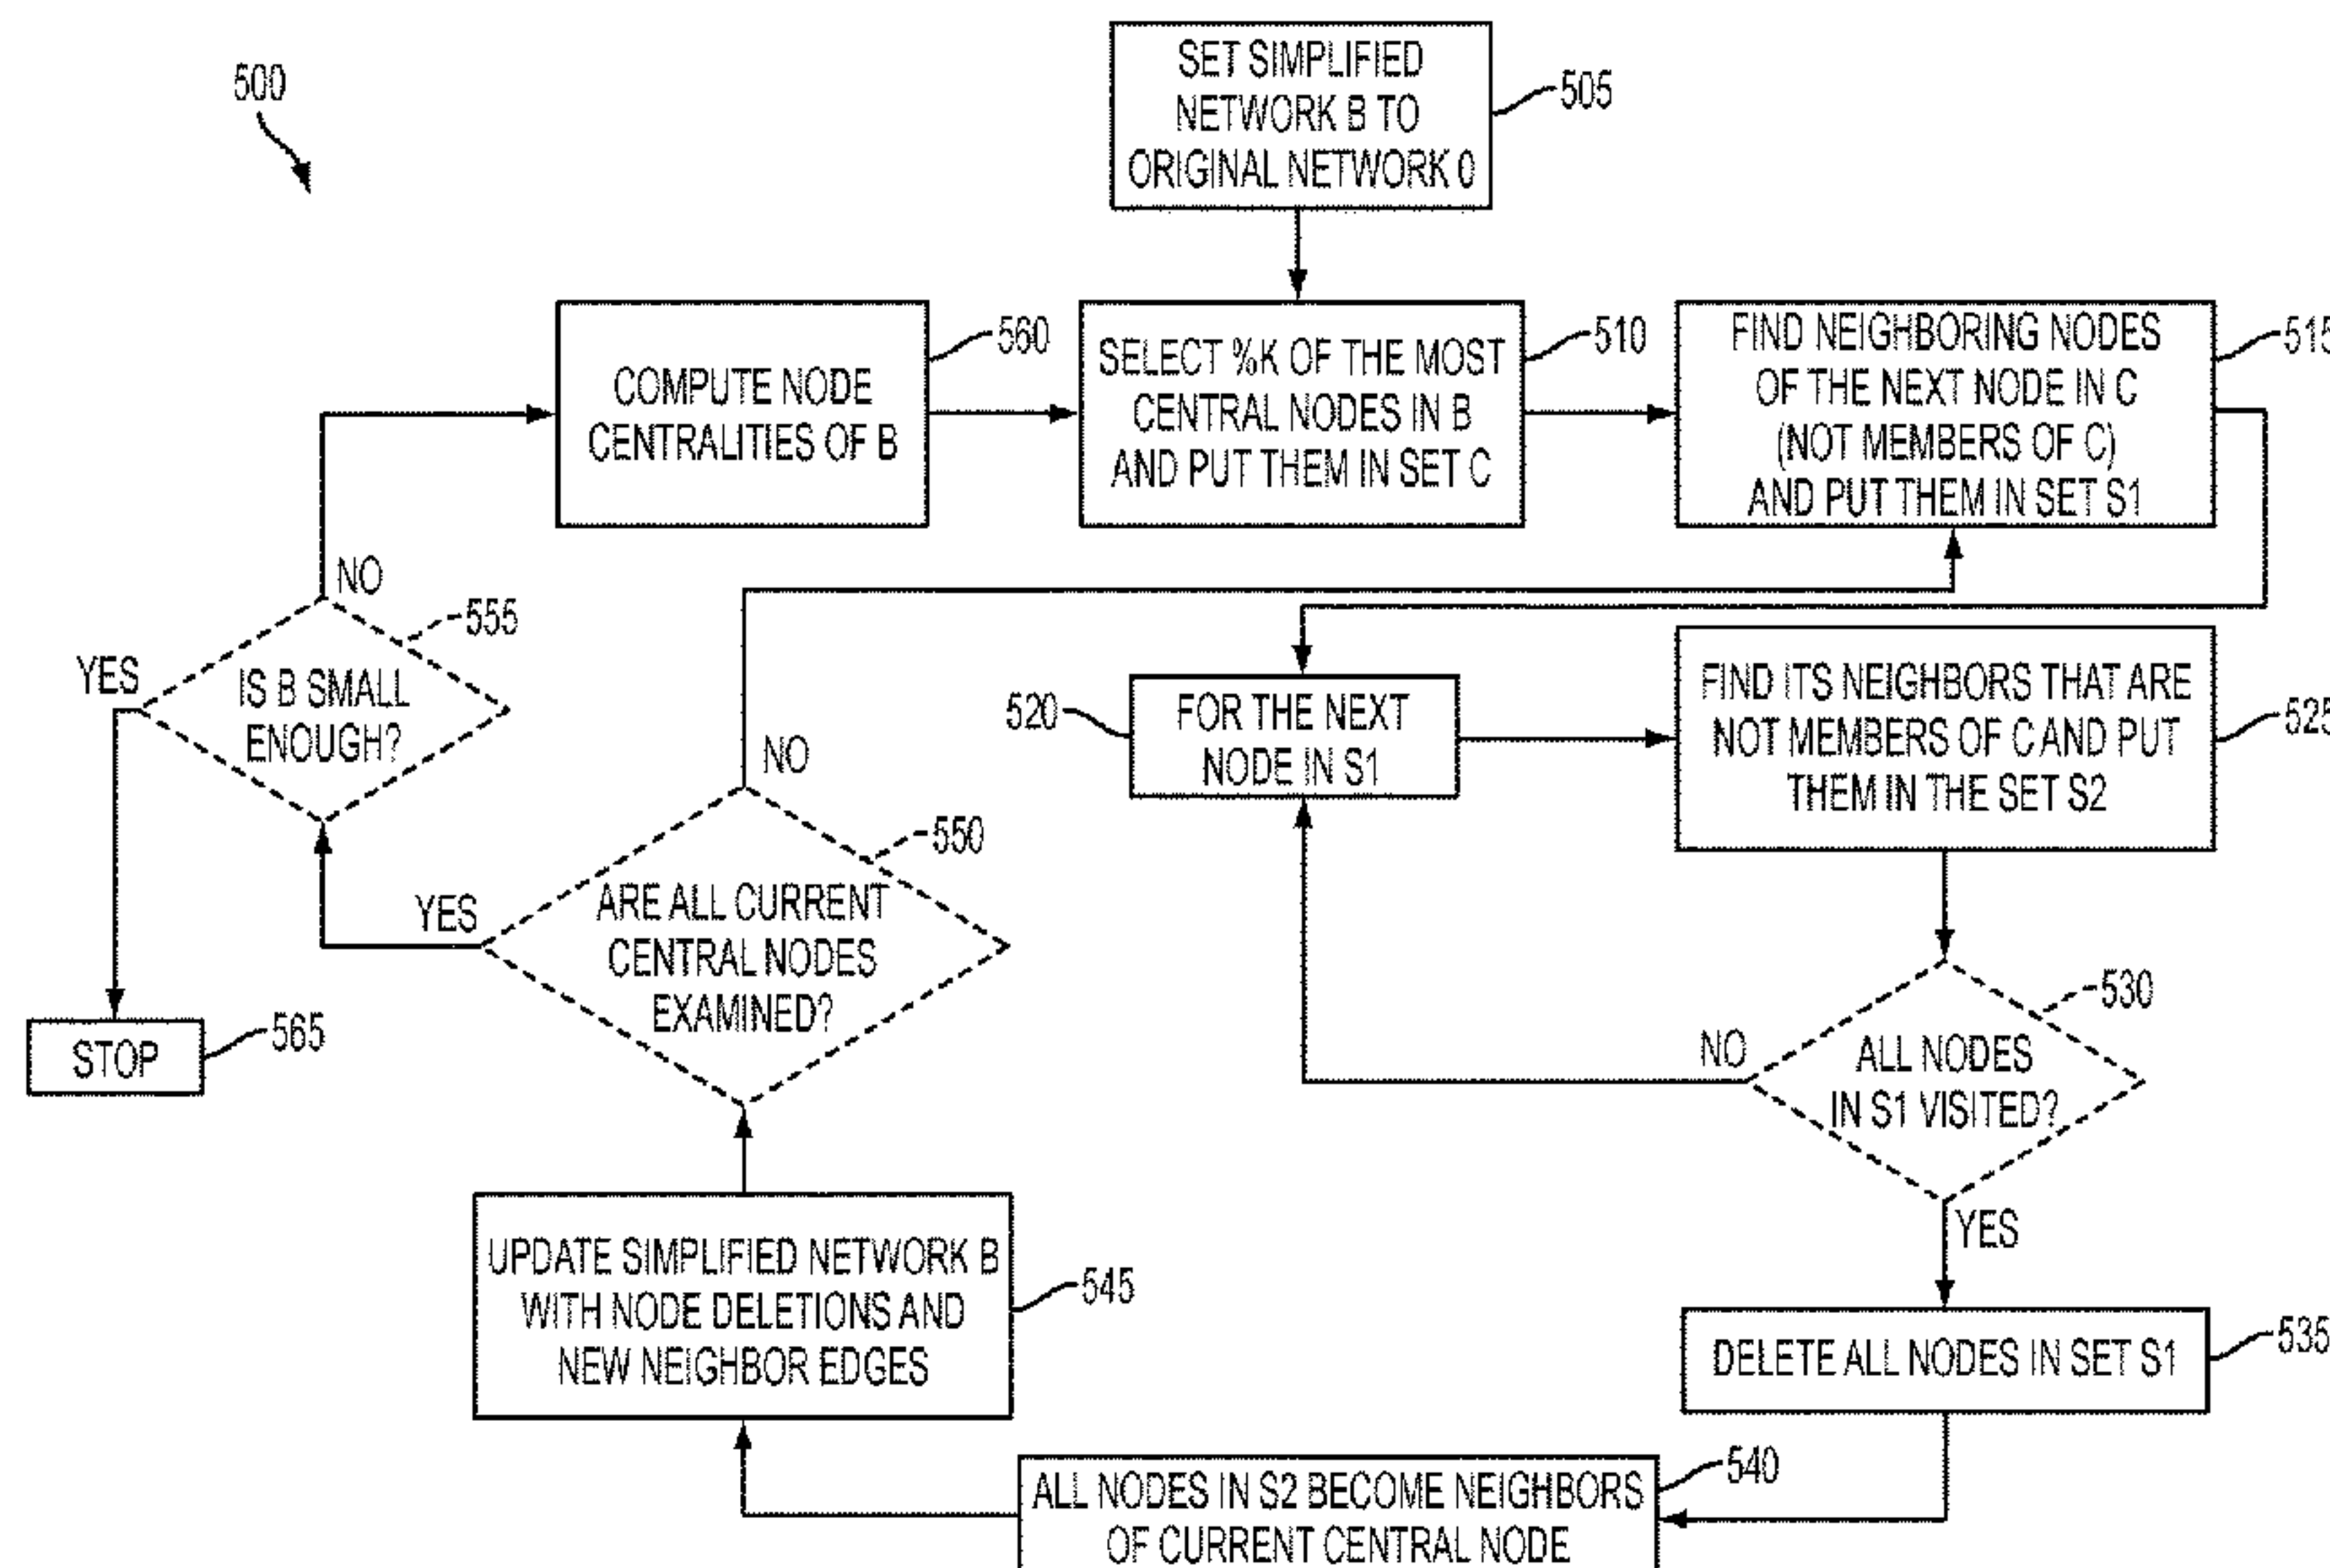 500
SET SIMPLIFIED
NETWORK B TO
ORIGINAL NETWORK 0
505
COMPUTE NODE
CENTRALITIES OF B
560
SELECT %K OF THE MOST
CENTRAL NODES IN B
AND PUT THEM IN SET C
510
FIND NEIGHBORING NODES
OF THE NEXT NODE IN C
(NOT MEMBERS OF C)
AND PUT THEM IN SET S1
515
NO
555
YES
IS B SMALL
ENOUGH?
520
FOR THE NEXT
NODE IN S1
FIND ITS NEIGHBORS THAT ARE
NOT MEMBERS OF C AND PUT
THEM IN THE SET S2
525
NO
550
YES
ARE ALL CURRENT
CENTRAL NODES
EXAMINED?
STOP
565
530
NO
ALL NODES
IN S1 VISITED?
YES
UPDATE SIMPLIFIED NETWORK B
WITH NODE DELETIONS AND
NEW NEIGHBOR EDGES
545
DELETE ALL NODES IN SET S1
535
ALL NODES IN S2 BECOME NEIGHBORS
OF CURRENT CENTRAL NODE
540